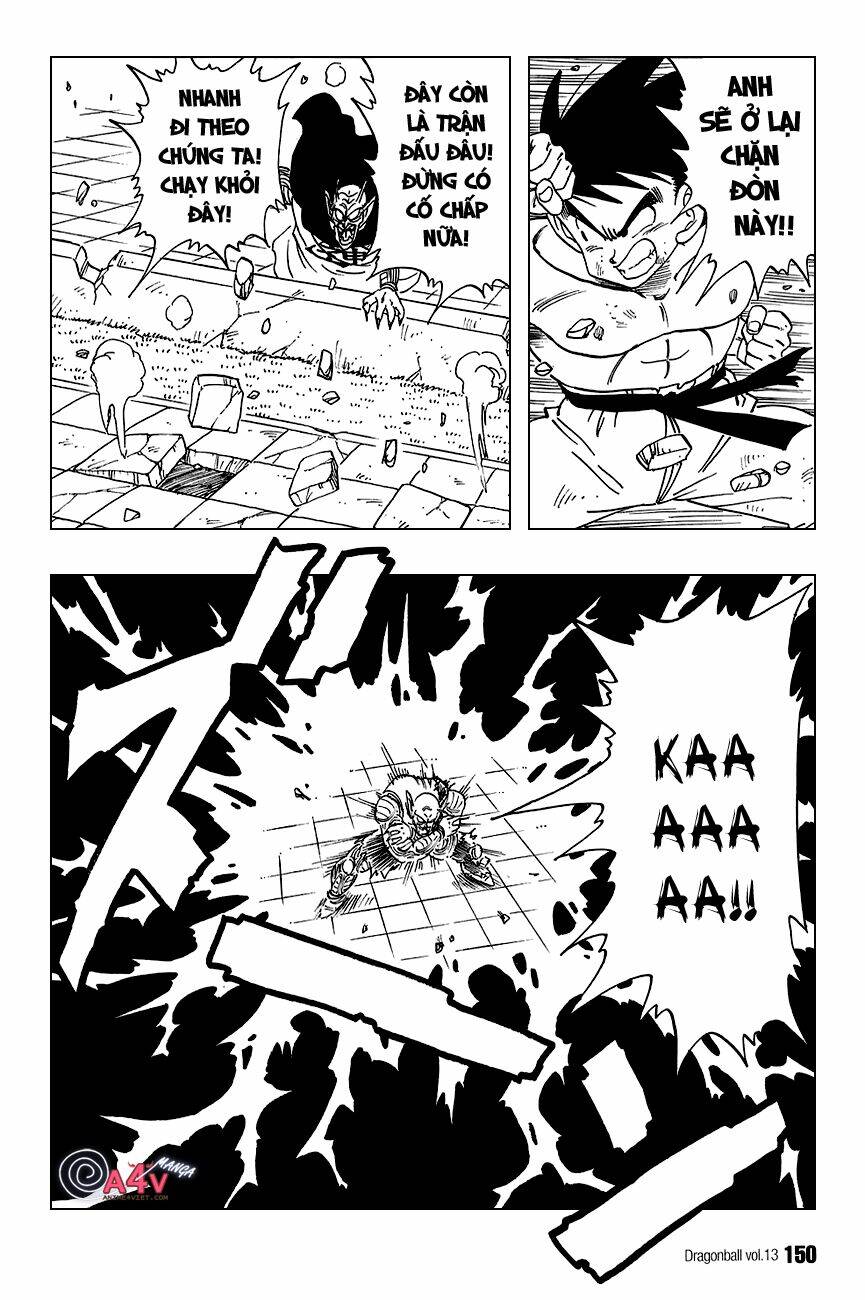 ANH
SẼ Ở LẠI
CHẶN
ĐÒN
NÀY!!
ĐÂY CÒN
LÀ TRẬN
ĐẤU ĐÂU!
ĐỪNG CÓ
CỐ CHẤP
NỮA!
NHANH
ĐI THEO
CHÚNG TA!
CHẠY KHỎI
ĐÂY!
KAA
AAA
AA!!
A4V MANGA
ANIME4VIET.COM
Dragonball vol.13 150